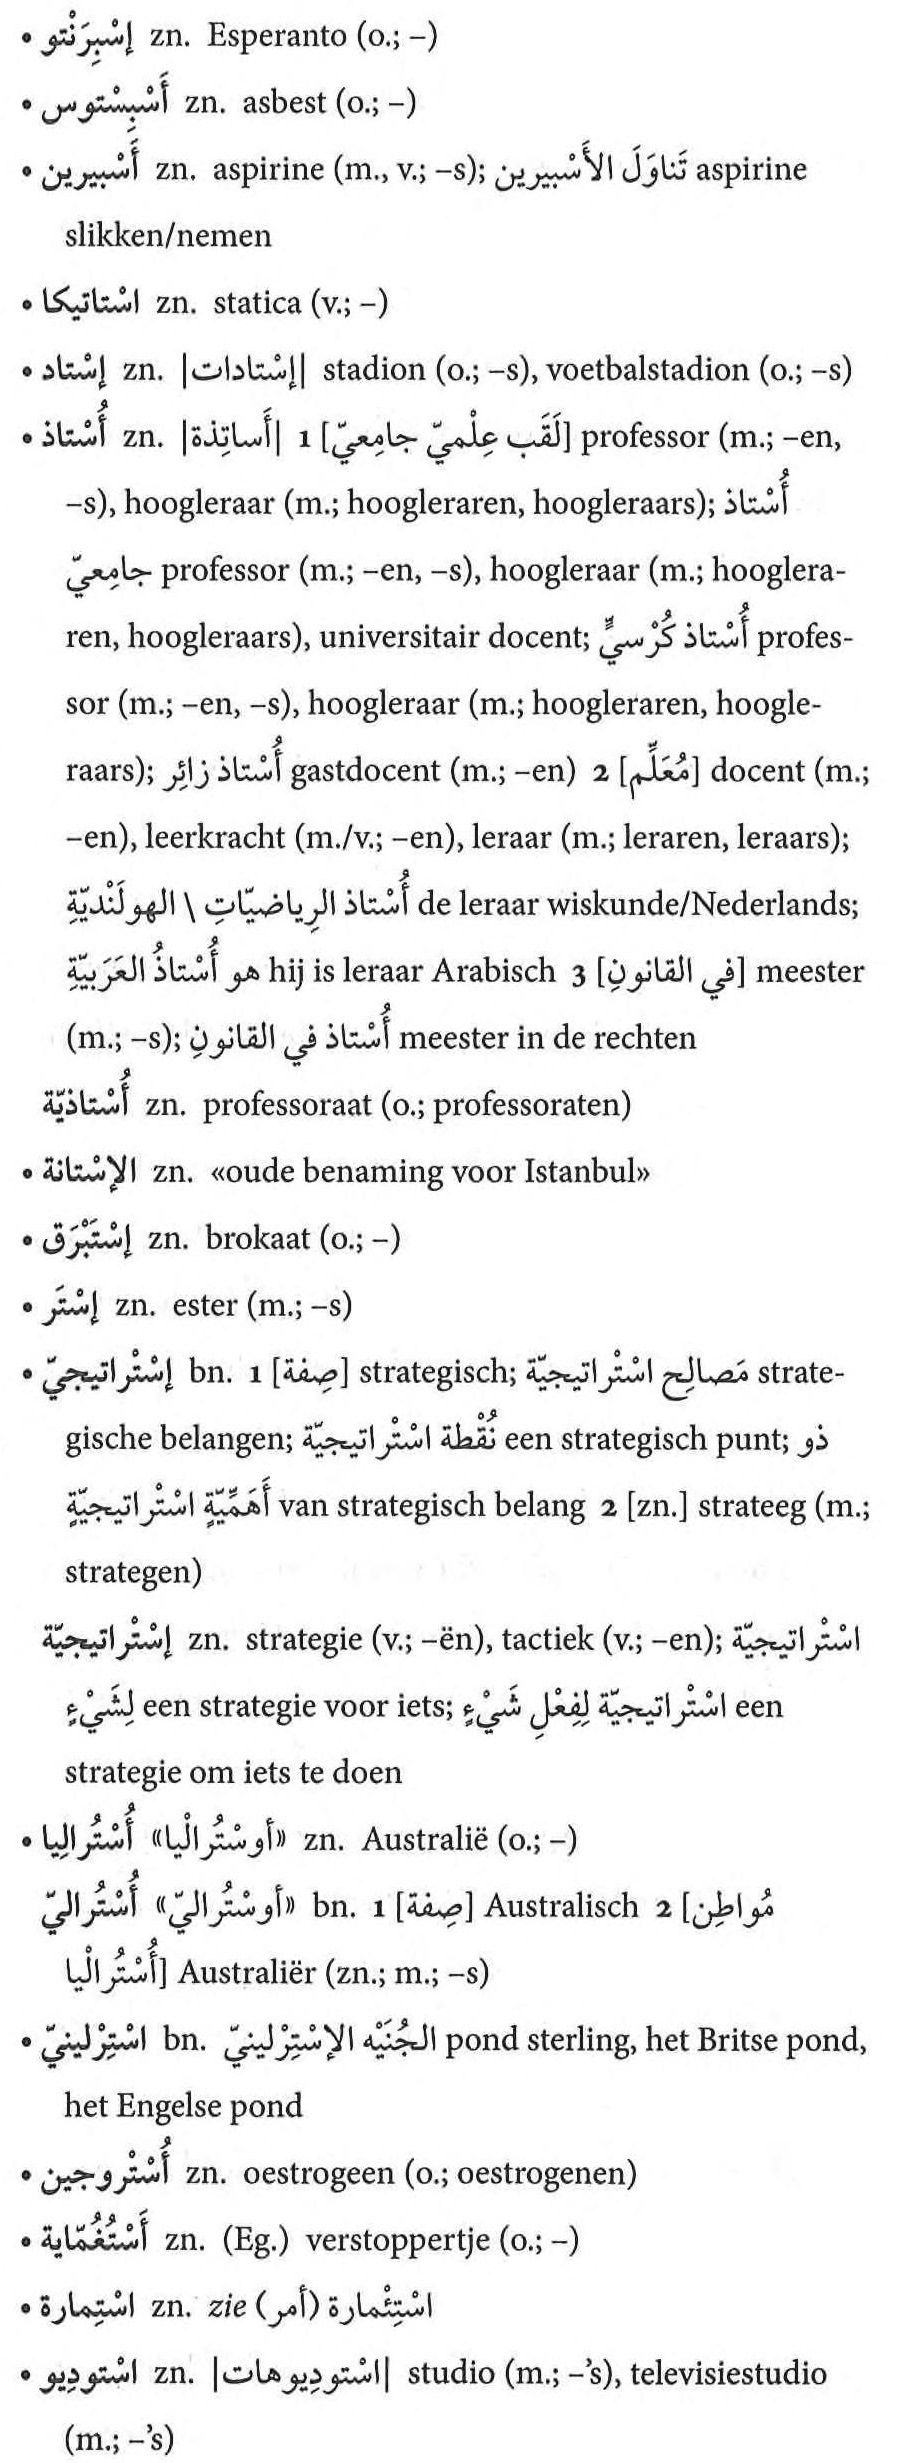 • إسْبِرَنْتو zn. Esperanto (o.; –)
• أَسْبِسْتوس zn. asbest (o.; –)
• أَسْبيرين zn. aspirine (m., v.; –s); تَناوَلَ الأَسْبيرين aspirine
slikken/nemen
• اسْتاتيكا zn. statica (v.; –)
• إسْتاد zn. |إسْتادات| stadion (o.; –s), voetbalstadion (o.; –s)
• أُسْتاذ zn. |أَساتِذة| 1 [لَقَب عِلْميّ جامِعيّ] professor (m.; –en,
–s), hoogleraar (m.; hoogleraren, hoogleraars); أُسْتاذ
جامِعيّ professor (m.; –en, –s), hoogleraar (m.; hooglera-
ren, hoogleraars), universitair docent; أُسْتاذ كُرْسيٍّ profes-
sor (m.; –en, –s), hoogleraar (m.; hoogleraren, hoogle-
raars); أُسْتاذ زائِر gastdocent (m.; –en) 2 [مُعَلِّم] docent (m.;
–en), leerkracht (m./v.; –en), leraar (m.; leraren, leraars);
أُسْتاذ الرِياضيّاتِ \ الهولَنْديّةِ de leraar wiskunde/Nederlands;
هو أُسْتاذُ العَرَبيّةِ hij is leraar Arabisch 3 [في القانونِ] meester
(m.; –s); أُسْتاذ في القانونِ meester in de rechten
أُسْتاذيّة zn. professoraat (o.; professoraten)
• الإسْتانة zn. «oude benaming voor Istanbul»
• إسْتَبْرَق zn. brokaat (o.; –)
• إسْتَر zn. ester (m.; –s)
• إسْتْراتيجيّ bn. 1 [صِفة] strategisch; مَصالِح اسْتْراتيجيّة strate-
gische belangen; نُقْطة اسْتْراتيجيّة een strategisch punt; ذو
أَهَمّيّةٍ اسْتْراتيجيّةٍ van strategisch belang 2 [zn.] strateeg (m.;
strategen)
إسْتْراتيجيّة zn. strategie (v.; –ën), tactiek (v.; –en); اسْتْراتيجيّة
لِشَيْءٍ een strategie voor iets; اسْتْراتيجيّة لِفِعْلِ شَيْءٍ een
strategie om iets te doen
• أُسْتُرالِيا «أوسْتُرالْيا» zn. Australië (o.; –)
أُسْتُراليّ «أوسْتُراليّ» bn. 1 [صِفة] Australisch 2 [مُواطِن
أُسْتُرالْيا] Australiër (zn.; m.; –s)
• اسْتِرْلينيّ bn. الجُنَيْه الإسْتِرْلينيّ pond sterling, het Britse pond,
het Engelse pond
• أُسْتْروجين zn. oestrogeen (o.; oestrogenen)
• أَسْتُغُمّاية zn. (Eg.) verstoppertje (o.; –)
• اسْتِمارة zn. zie اسْتِئْمارة (أمر)
• اسْتوديو zn. |اسْتوديوهات| studio (m.; –’s), televisiestudio
(m.; –’s)